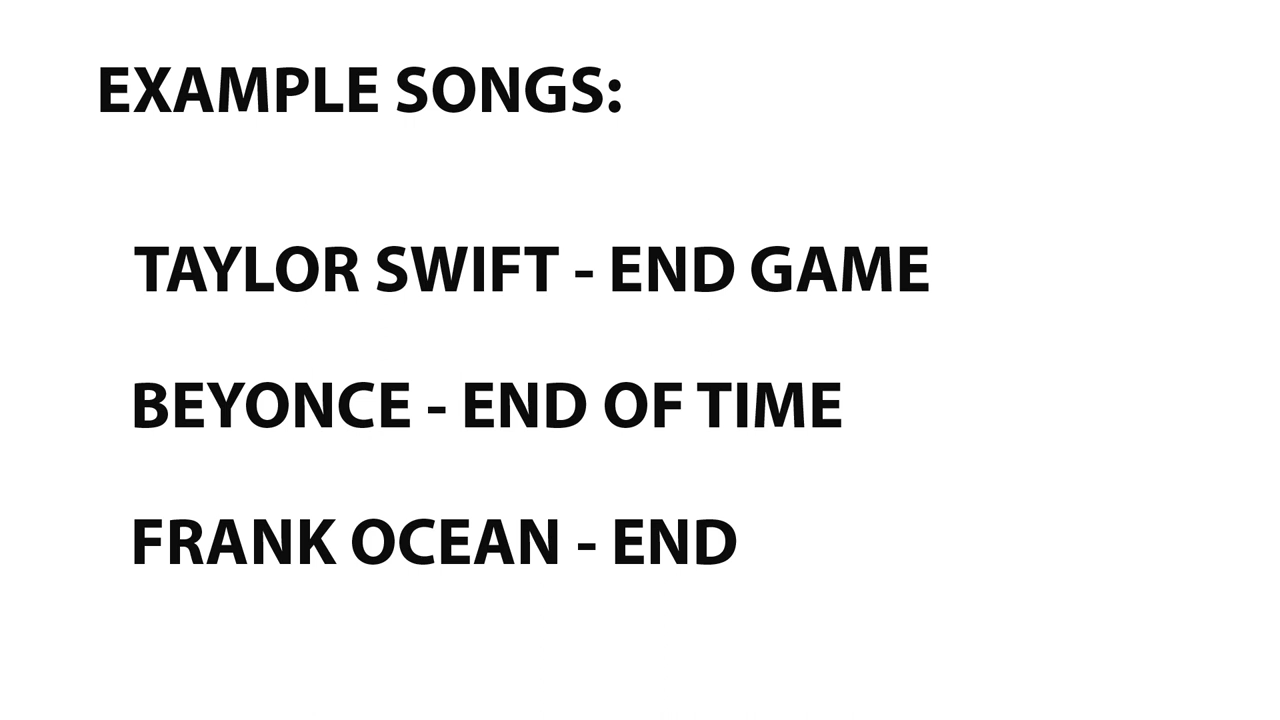 EXAMPLE SONGS:
TAYLOR SWIFT - END GAME
BEYONCE - END OF TIME
FRANK OCEAN - END